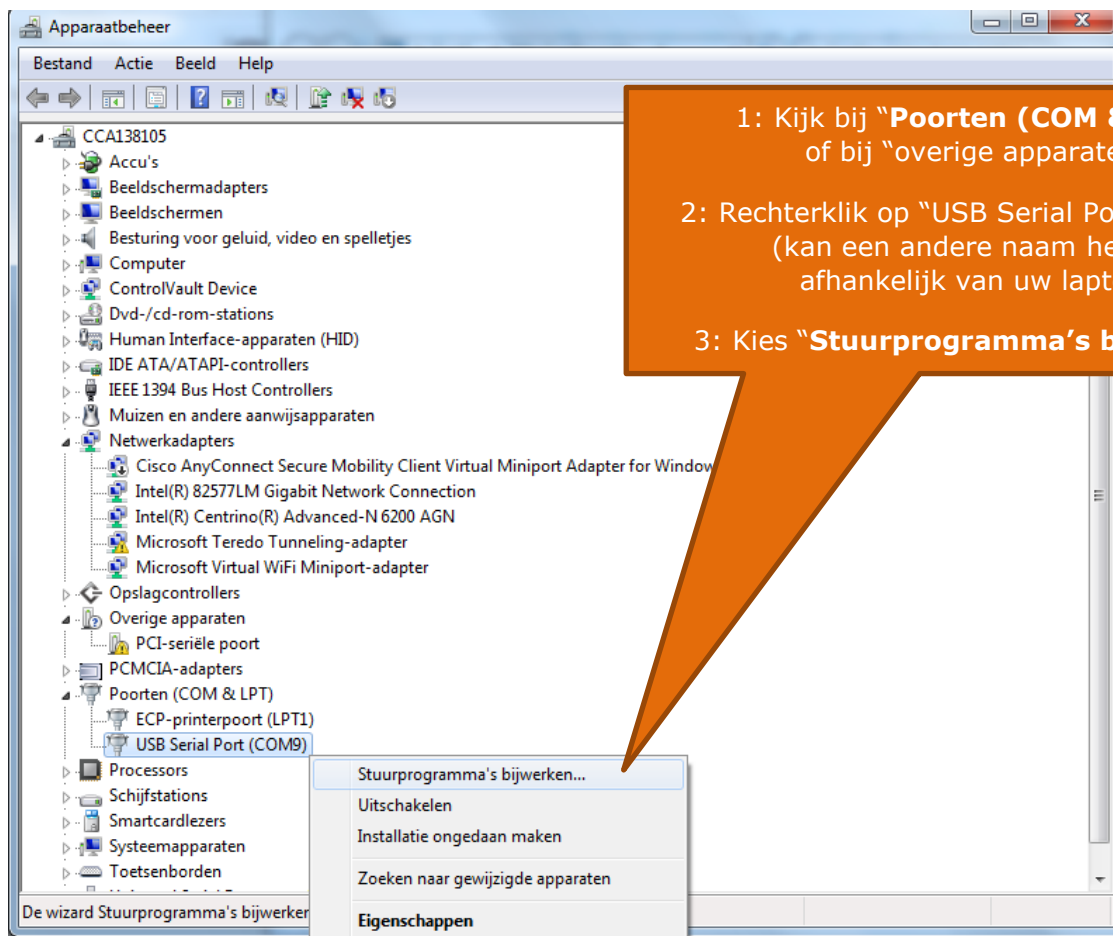 Apparaatbeheer
Bestand Actie Beeld Help
CCA138105
Accu's
Beeldschermadapters
Beeldschermen
Besturing voor geluid, video en spelletjes
Computer
ControlVault Device
Dvd-/cd-rom-stations
Human Interface-apparaten (HID)
IDE ATA/ATAPI-controllers
IEEE 1394 Bus Host Controllers
Muizen en andere aanwijsapparaten
Netwerkadapters
Cisco AnyConnect Secure Mobility Client Virtual Miniport Adapter for Window
Intel(R) 82577LM Gigabit Network Connection
Intel(R) Centrino(R) Advanced-N 6200 AGN
Microsoft Teredo Tunneling-adapter
Microsoft Virtual WiFi Miniport-adapter
Opslagcontrollers
Overige apparaten
PCI-seriële poort
PCMCIA-adapters
Poorten (COM & LPT)
ECP-printerpoort (LPT1)
USB Serial Port (COM9)
Processors
Schijfstations
Smartcardlezers
Systeemapparaten
Toetsenborden
De wizard Stuurprogramma's bijwerker
Stuurprogramma's bijwerken...
Uitschakelen
Installatie ongedaan maken
Zoeken naar gewijzigde apparaten
Eigenschappen
1: Kijk bij “Poorten (COM &
of bij “overige apparate
2: Rechterklik op “USB Serial Po
(kan een andere naam he
afhankelijk van uw lapt
3: Kies “Stuurprogramma’s b